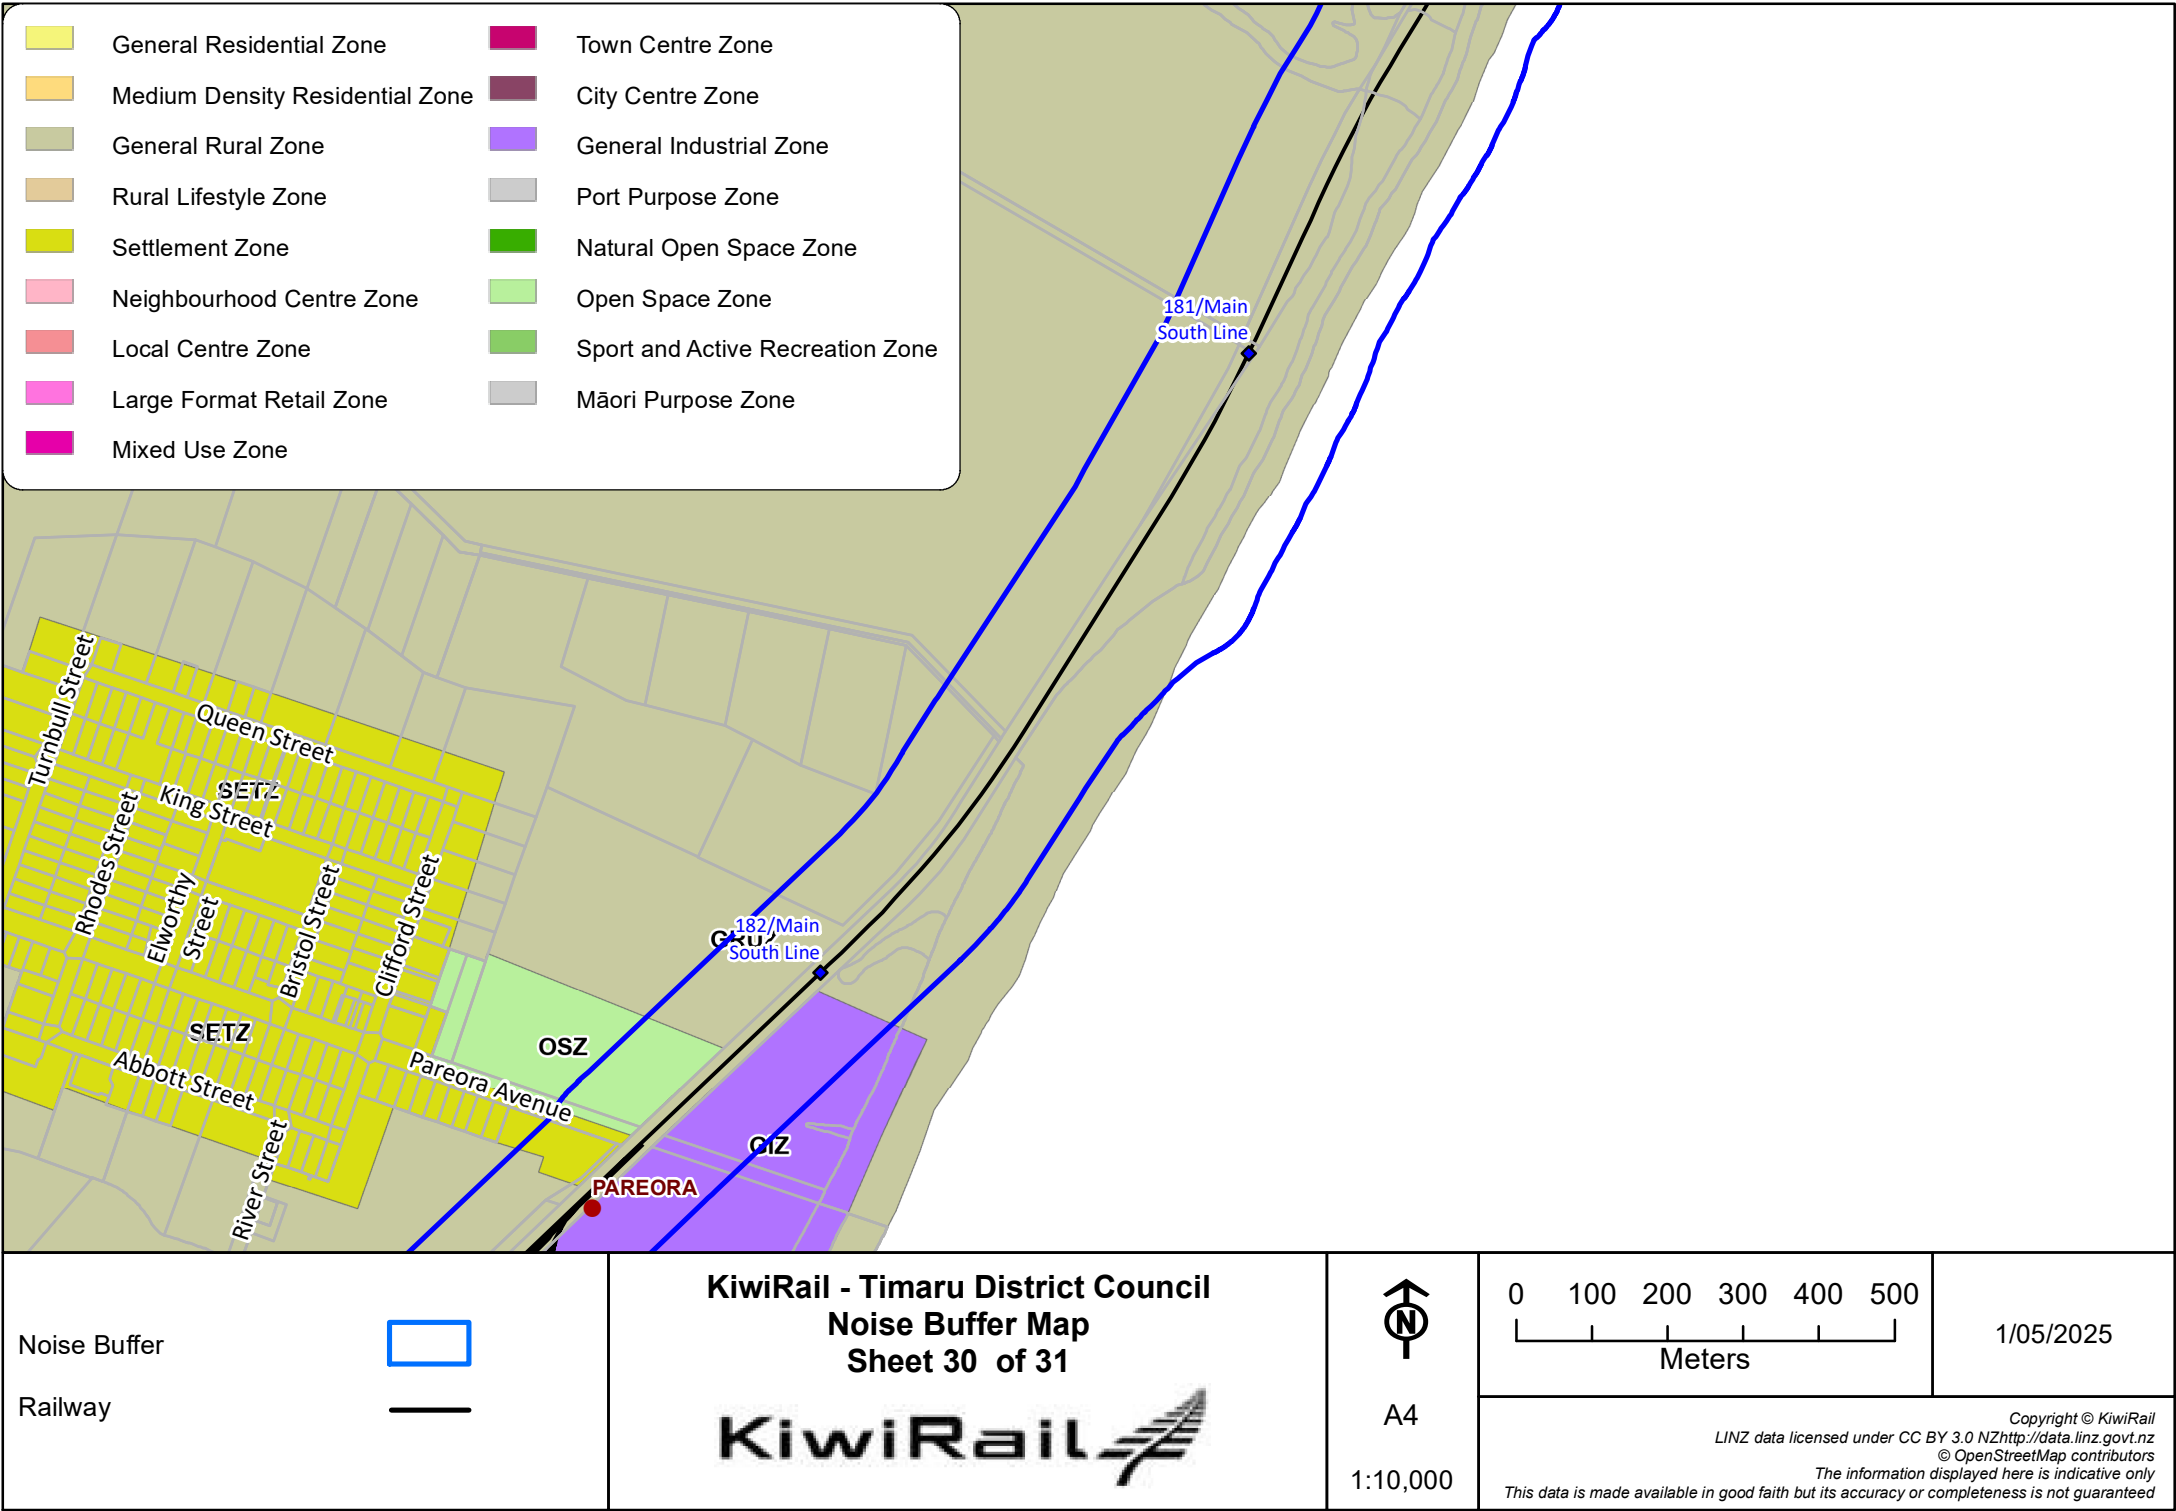 General Residential Zone
Medium Density Residential Zone
General Rural Zone
Rural Lifestyle Zone
Settlement Zone
Neighbourhood Centre Zone
Local Centre Zone
Large Format Retail Zone
Mixed Use Zone
Town Centre Zone
City Centre Zone
General Industrial Zone
Port Purpose Zone
Natural Open Space Zone
Open Space Zone
Sport and Active Recreation Zone
Māori Purpose Zone
181/Main
South Line
Turnbull Street
Queen Street
SETZ
King Street
Rhodes Street
Elworthy
Street
Bristol Street
Clifford Street
182/Main
South Line
SETZ
OSZ
Abbott Street
Pareora Avenue
GIZ
River Street
PAREORA
Noise Buffer
Railway
KiwiRail - Timaru District Council
Noise Buffer Map
Sheet 30 of 31
KiwiRail
N
A4
1:10,000
0 100 200 300 400 500
Meters
1/05/2025
Copyright © KiwiRail
LINZ data licensed under CC BY 3.0 NZhttp://data.linz.govt.nz
© OpenStreetMap contributors
The information displayed here is indicative only
This data is made available in good faith but its accuracy or completeness is not guaranteed